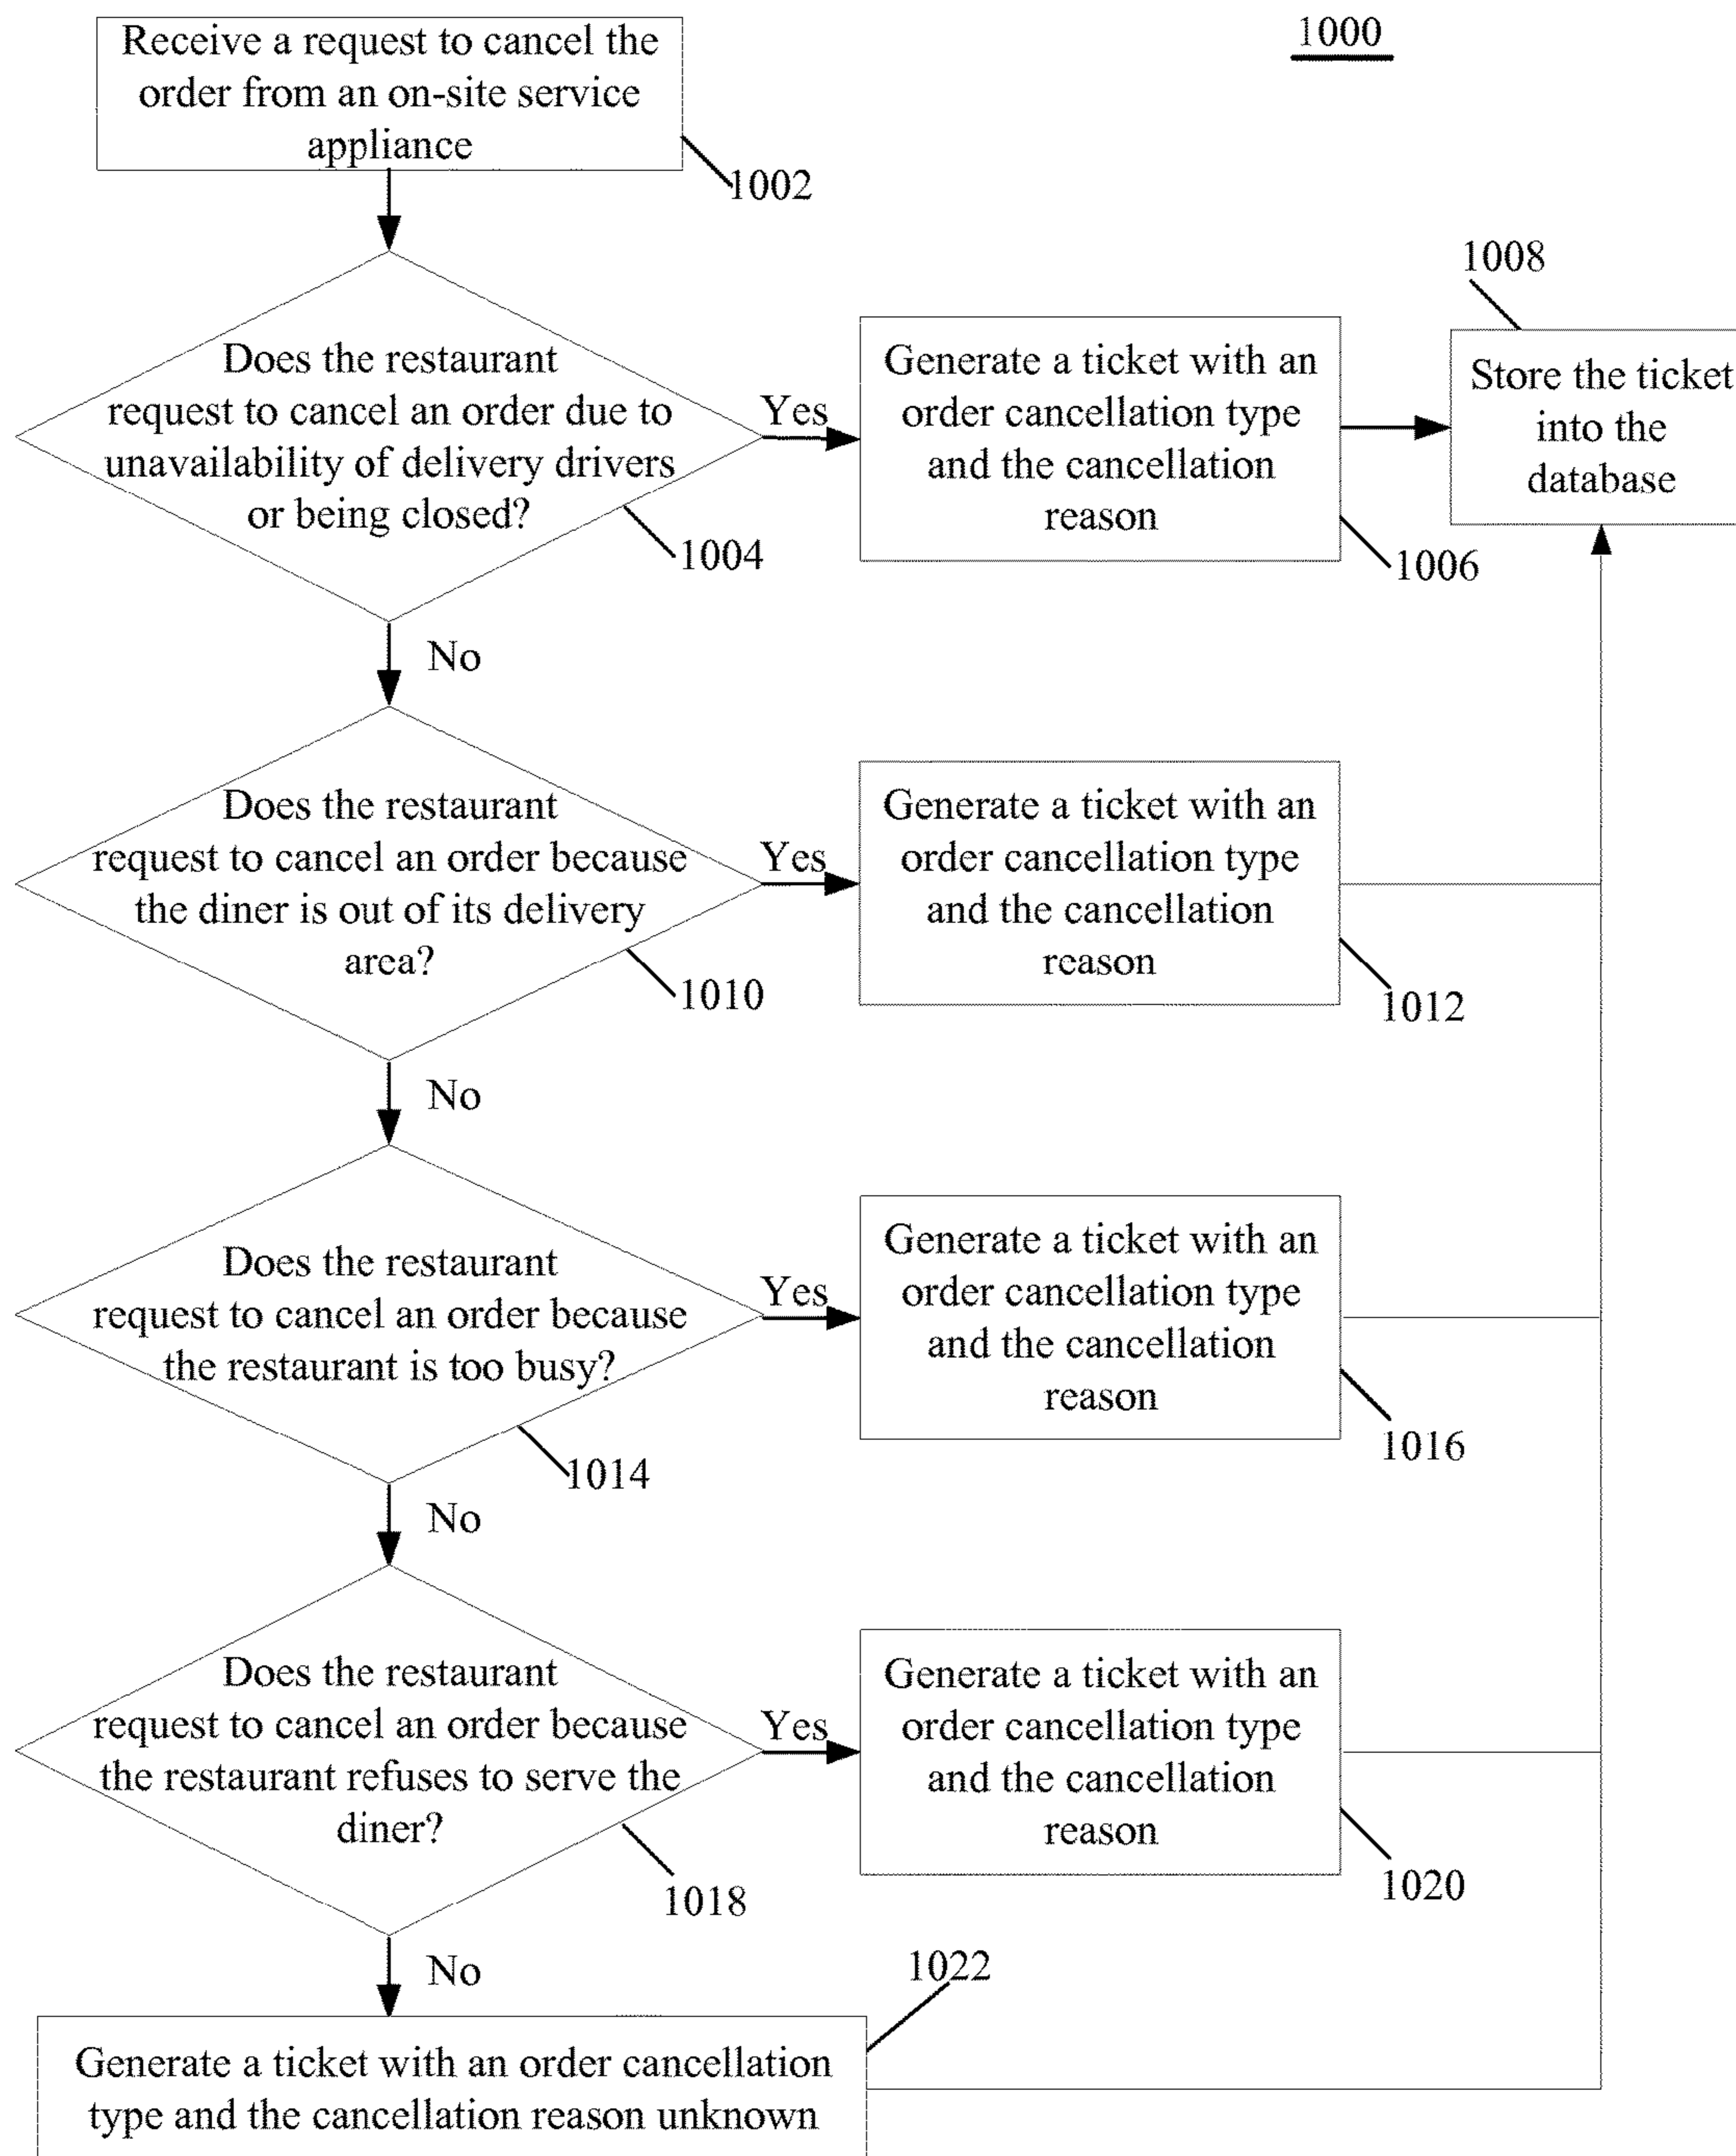 1000
Receive a request to cancel the
order from an on-site service
appliance
1002
Does the restaurant
request to cancel an order due to
unavailability of delivery drivers
or being closed?
1004
Yes
Generate a ticket with an
order cancellation type
and the cancellation
reason
1006
1008
Store the ticket
into the
database
No
Does the restaurant
request to cancel an order because
the diner is out of its delivery
area?
1010
Yes
Generate a ticket with an
order cancellation type
and the cancellation
reason
1012
No
Does the restaurant
request to cancel an order because
the restaurant is too busy?
1014
Yes
Generate a ticket with an
order cancellation type
and the cancellation
reason
1016
No
Does the restaurant
request to cancel an order because
the restaurant refuses to serve the
diner?
1018
Yes
Generate a ticket with an
order cancellation type
and the cancellation
reason
1020
No
1022
Generate a ticket with an order cancellation
type and the cancellation reason unknown